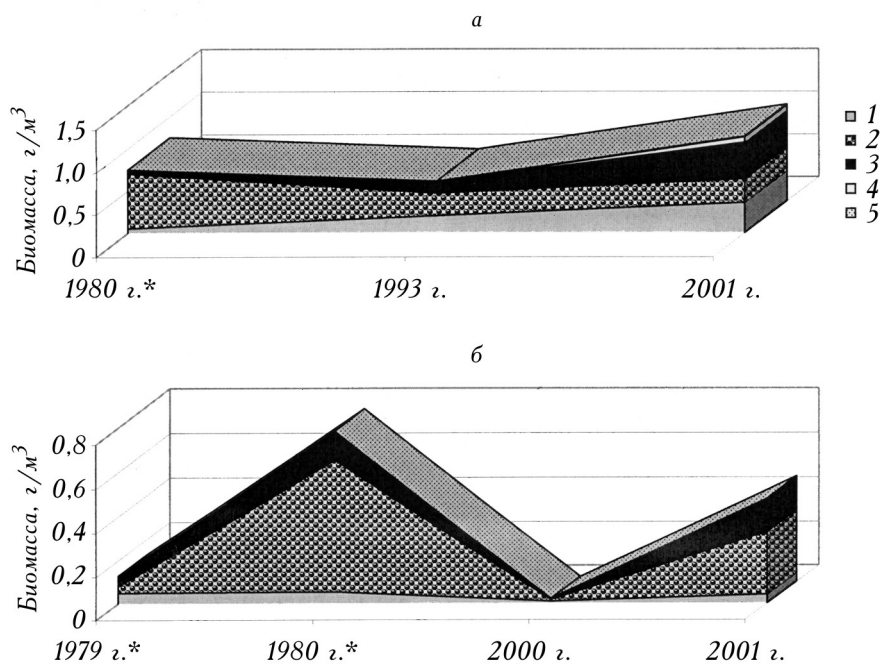 а
Биомасса, г/м³
1,5
1,0
0,5
0
1980 г.*
1993 г.
2001 г.
1
2
3
4
5
б
Биомасса, г/м³
0,8
0,6
0,4
0,2
0
1979 г.*
1980 г.*
2000 г.
2001 г.